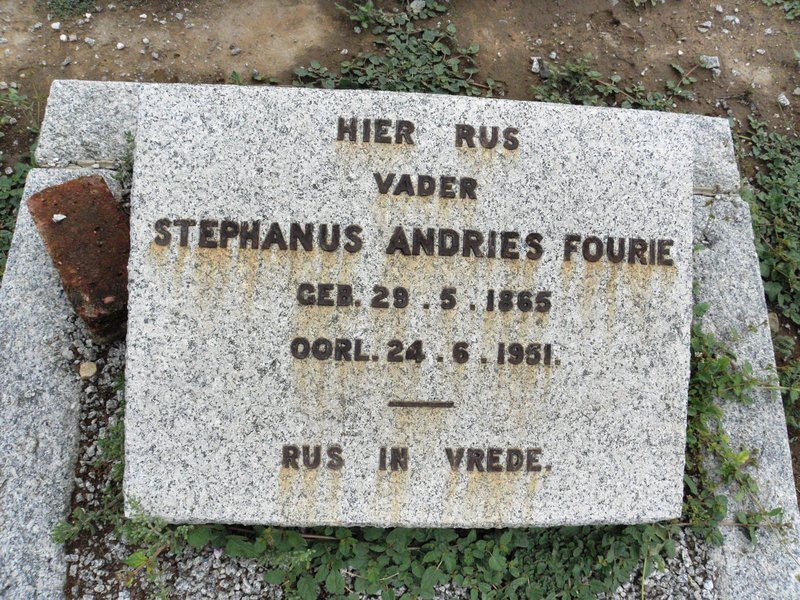 HIER RUS
VADER
STEPHANUS ANDRIES FOURIE
GEB. 29.5.1865
OORL. 24.6.1951.
RUS IN VREDE.